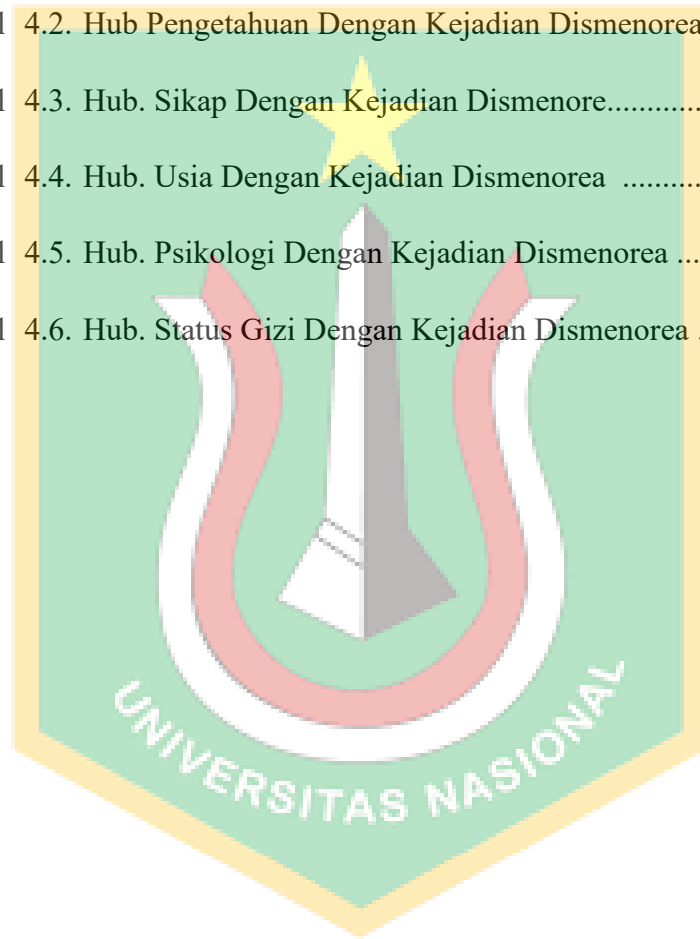 l 4.2. Hub Pengetahuan Dengan Kejadian Dismenorea
l 4.3. Hub. Sikap Dengan Kejadian Dismenore............
l 4.4. Hub. Usia Dengan Kejadian Dismenorea ..........
l 4.5. Hub. Psikologi Dengan Kejadian Dismenorea ...
l 4.6. Hub. Status Gizi Dengan Kejadian Dismenorea .
UNIVERSITAS NASIONAL